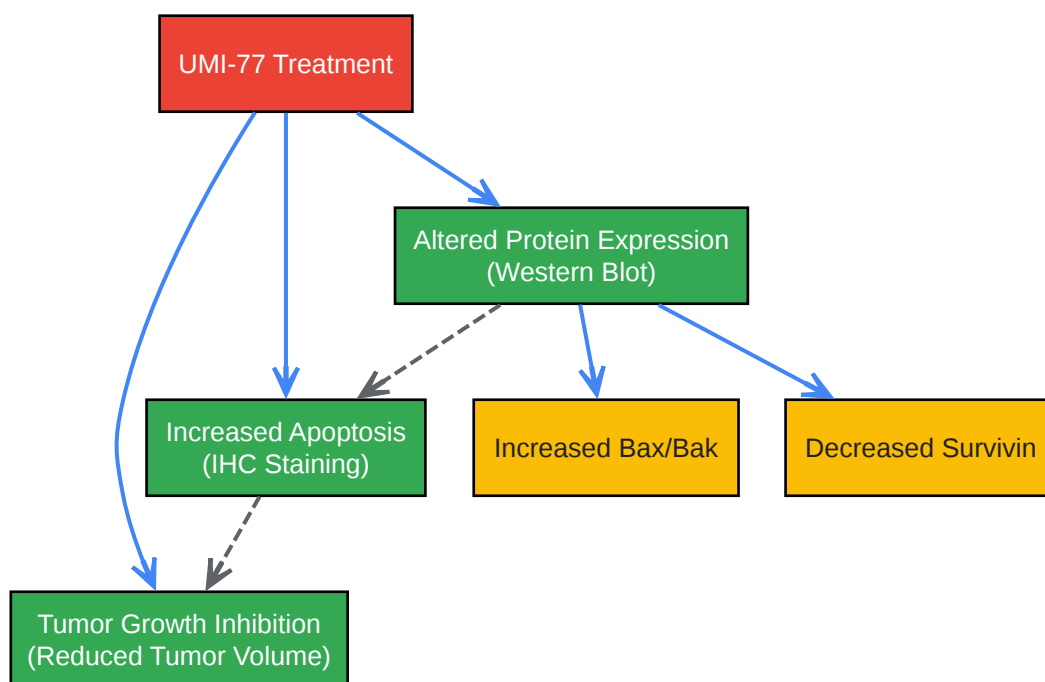 UMI-77 Treatment
Altered Protein Expression
(Western Blot)
Increased Apoptosis
(IHC Staining)
Increased Bax/Bak
Decreased Survivin
Tumor Growth Inhibition
(Reduced Tumor Volume)